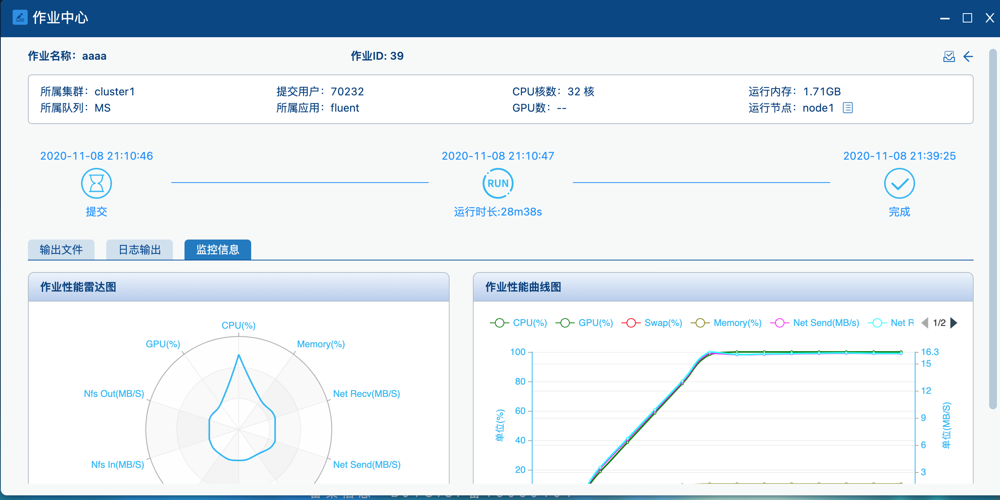 作业中心
作业名称：aaaa
作业ID: 39
所属集群：cluster1
提交用户：70232
CPU核数：32 核
运行内存：1.71GB
所属队列：MS
所属应用：fluent
GPU数：--
运行节点：node1
2020-11-08 21:10:46
2020-11-08 21:10:47
2020-11-08 21:39:25
RUN
提交
运行时长:28m38s
完成
输出文件
日志输出
监控信息
作业性能雷达图
CPU(%)
GPU(%)
Memory(%)
Nfs Out(MB/S)
Net Recv(MB/S)
Nfs In(MB/S)
Net Send(MB/S)
作业性能曲线图
CPU(%)
GPU(%)
Swap(%)
Memory(%)
Net Send(MB/s)
Net R
1/2
100
80
60
40
20
单位(%)
16.3
15
12
9
6
3
单位(MB/S)